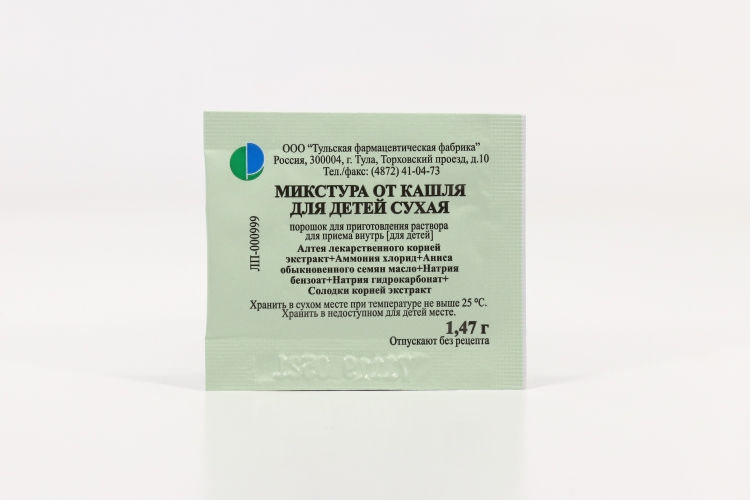 ООО "Тульская фармацевтическая фабрика"
Россия, 300004, г. Тула, Торховский проезд, д.10
Тел./факс: (4872) 41-04-73
МИКСТУРА ОТ КАШЛЯ
ДЛЯ ДЕТЕЙ СУХАЯ
порошок для приготовления раствора
для приема внутрь [для детей]
Алтея лекарственного корней
экстракт+Аммония хлорид+Аниса
обыкновенного семян масло+Натрия
бензоат+Натрия гидрокарбонат+
Солодки корней экстракт
Хранить в сухом месте при температуре не выше 25 ⁰С.
Хранить в недоступном для детей месте.
1,47 г
Отпускают без рецепта
ЛП-000999